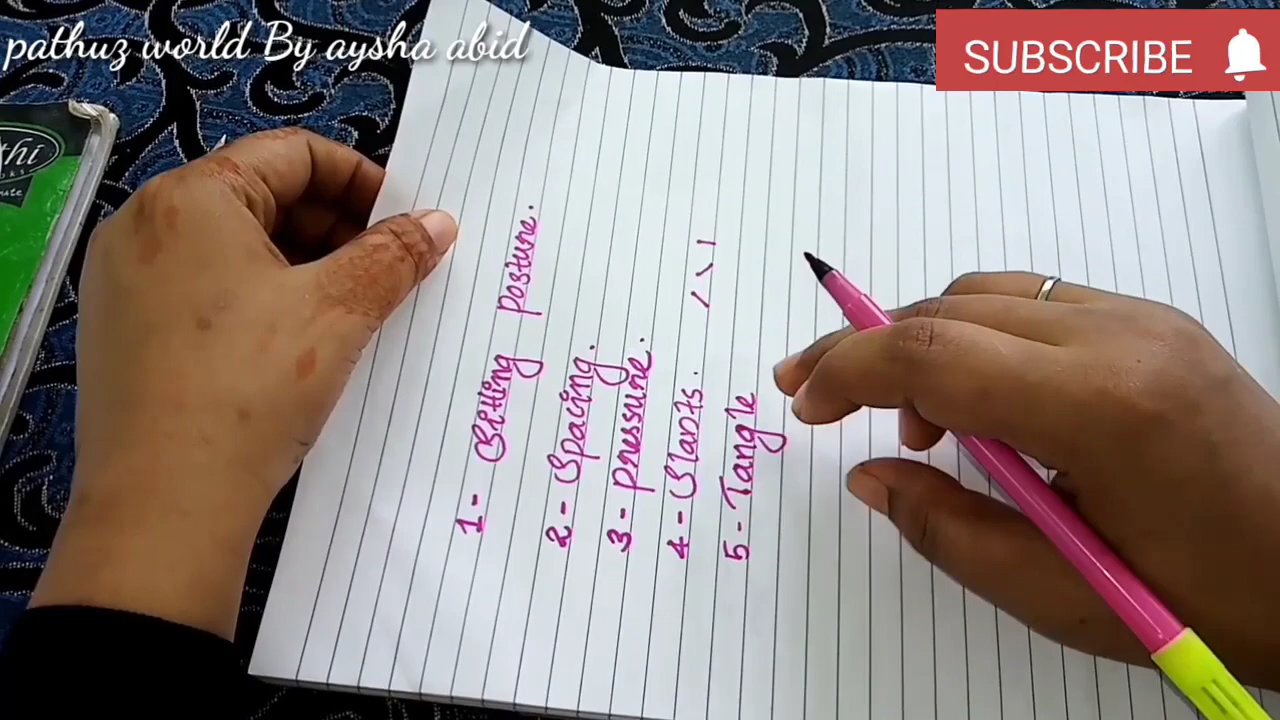 pathuz world By aysha abid
SUBSCRIBE
1 - Sitting Posture.
2 - Spacing.
3 - Pressure.
4 - Slants. / \ |
5 - Tangle